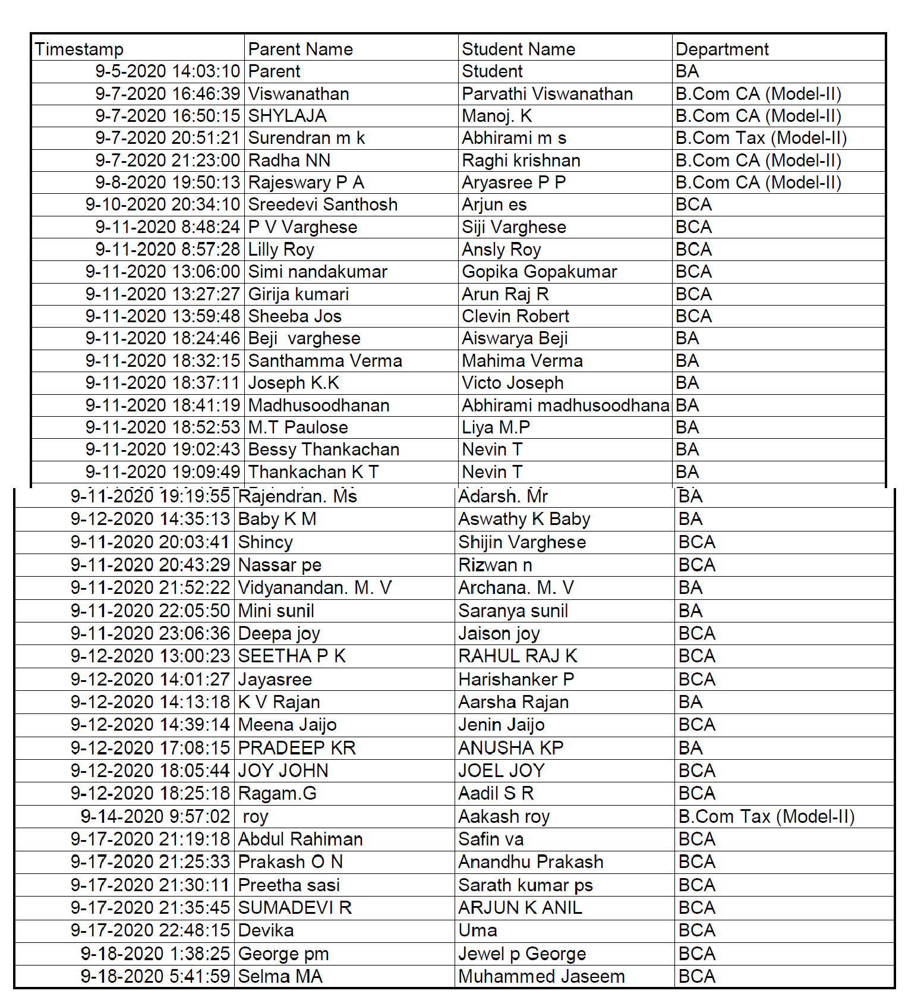 Timestamp Parent Name Student Name Department
9-5-2020 14:03:10 Parent Student BA
9-7-2020 16:46:39 Viswanathan Parvathi Viswanathan B.Com CA (Model-II)
9-7-2020 16:50:15 SHYLAJA Manoj. K B.Com CA (Model-II)
9-7-2020 20:51:21 Surendran m k Abhirami m s B.Com Tax (Model-II)
9-7-2020 21:23:00 Radha NN Raghi krishnan B.Com CA (Model-II)
9-8-2020 19:50:13 Rajeswary P A Aryasree P P B.Com CA (Model-II)
9-10-2020 20:34:10 Sreedevi Santhosh Arjun es BCA
9-11-2020 8:48:24 P V Varghese Siji Varghese BCA
9-11-2020 8:57:28 Lilly Roy Ansly Roy BCA
9-11-2020 13:06:00 Simi nandakumar Gopika Gopakumar BCA
9-11-2020 13:27:27 Girija kumari Arun Raj R BCA
9-11-2020 13:59:48 Sheeba Jos Clevin Robert BCA
9-11-2020 18:24:46 Beji  varghese Aiswarya Beji BA
9-11-2020 18:32:15 Santhamma Verma Mahima Verma BA
9-11-2020 18:37:11 Joseph K.K Victo Joseph BA
9-11-2020 18:41:19 Madhusoodhanan Abhirami madhusoodhana BA
9-11-2020 18:52:53 M.T Paulose Liya M.P BA
9-11-2020 19:02:43 Bessy Thankachan Nevin T BA
9-11-2020 19:09:49 Thankachan K T Nevin T BA
9-11-2020 19:19:55 Rajendran. Ms Adarsh. Mr BA
9-12-2020 14:35:13 Baby K M Aswathy K Baby BA
9-11-2020 20:03:41 Shincy Shijin Varghese BCA
9-11-2020 20:43:29 Nassar pe Rizwan n BCA
9-11-2020 21:52:22 Vidyanandan. M. V Archana. M. V BA
9-11-2020 22:05:50 Mini sunil Saranya sunil BA
9-11-2020 23:06:36 Deepa joy Jaison joy BCA
9-12-2020 13:00:23 SEETHA P K RAHUL RAJ K BCA
9-12-2020 14:01:27 Jayasree Harishanker P BCA
9-12-2020 14:13:18 K V Rajan Aarsha Rajan BA
9-12-2020 14:39:14 Meena Jaijo Jenin Jaijo BCA
9-12-2020 17:08:15 PRADEEP KR ANUSHA KP BA
9-12-2020 18:05:44 JOY JOHN JOEL JOY BCA
9-12-2020 18:25:18 Ragam.G Aadil S R BCA
9-14-2020 9:57:02 roy Aakash roy B.Com Tax (Model-II)
9-17-2020 21:19:18 Abdul Rahiman Safin va BCA
9-17-2020 21:25:33 Prakash O N Anandhu Prakash BCA
9-17-2020 21:30:11 Preetha sasi Sarath kumar ps BCA
9-17-2020 21:35:45 SUMADEVI R ARJUN K ANIL BCA
9-17-2020 22:48:15 Devika Uma BCA
9-18-2020 1:38:25 George pm Jewel p George BCA
9-18-2020 5:41:59 Selma MA Muhammed Jaseem BCA